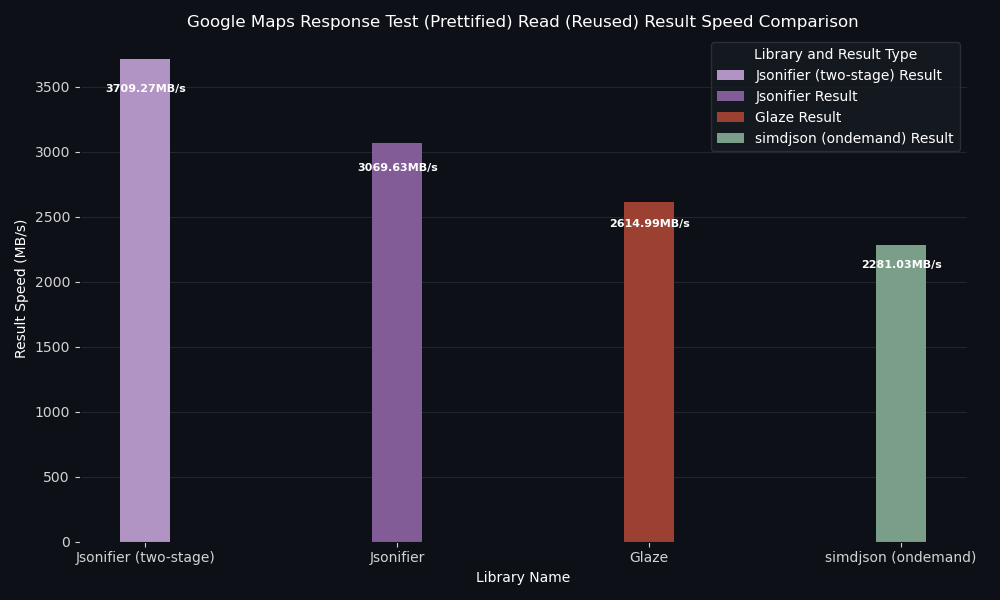 Google Maps Response Test (Prettified) Read (Reused) Result Speed Comparison
Library and Result Type
Jsonifier (two-stage) Result
Jsonifier Result
Glaze Result
simdjson (ondemand) Result
Result Speed (MB/s)
3500
3000
2500
2000
1500
1000
500
0
3709.27MB/s
3069.63MB/s
2614.99MB/s
2281.03MB/s
Jsonifier (two-stage)
Jsonifier
Glaze
simdjson (ondemand)
Library Name